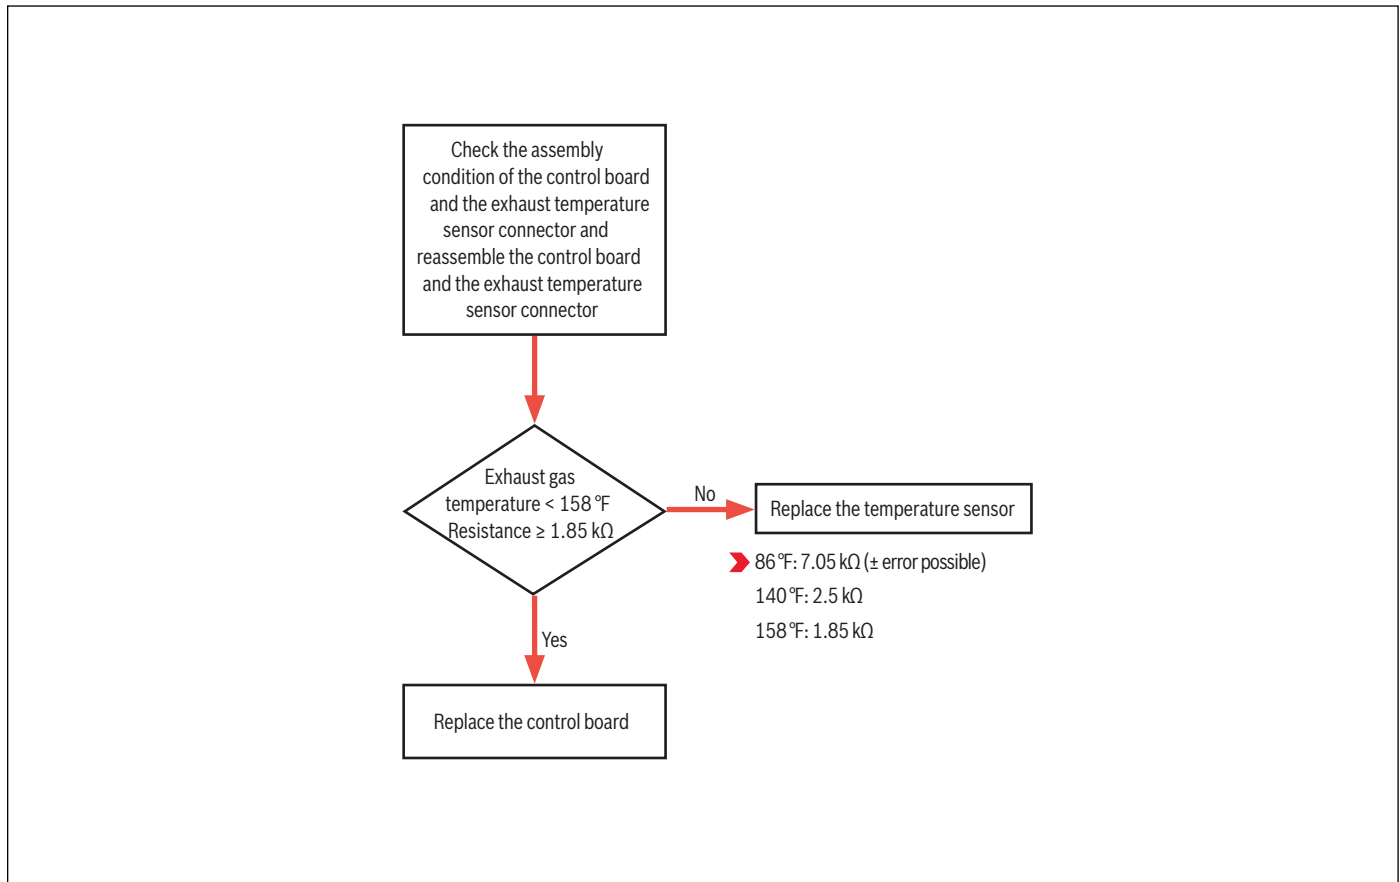 Check the assembly
condition of the control board
and the exhaust temperature
sensor connector and
reassemble the control board
and the exhaust temperature
sensor connector
Exhaust gas
temperature < 158 °F
Resistance ≥ 1.85 kΩ
No
Replace the temperature sensor
86 °F: 7.05 kΩ (± error possible)
140 °F: 2.5 kΩ
158 °F: 1.85 kΩ
Yes
Replace the control board